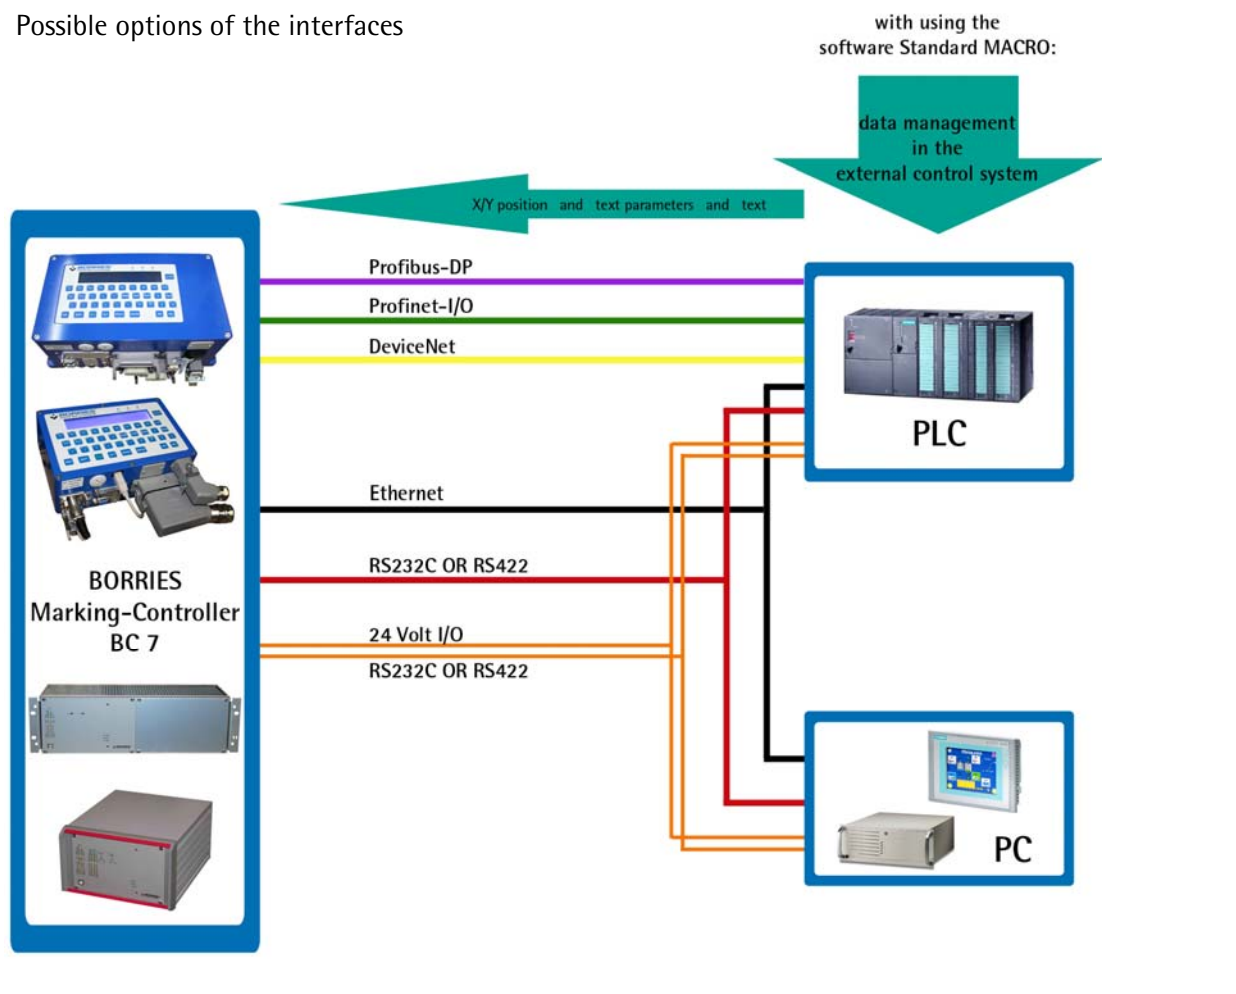 Possible options of the interfaces
with using the
software Standard MACRO:
data management
in the
external control system
X/Y position and text parameters and text
Profibus-DP
Profinet-I/O
DeviceNet
PLC
Ethernet
RS232C OR RS422
24 Volt I/O
RS232C OR RS422
BORRIES
Marking-Controller
BC 7
PC